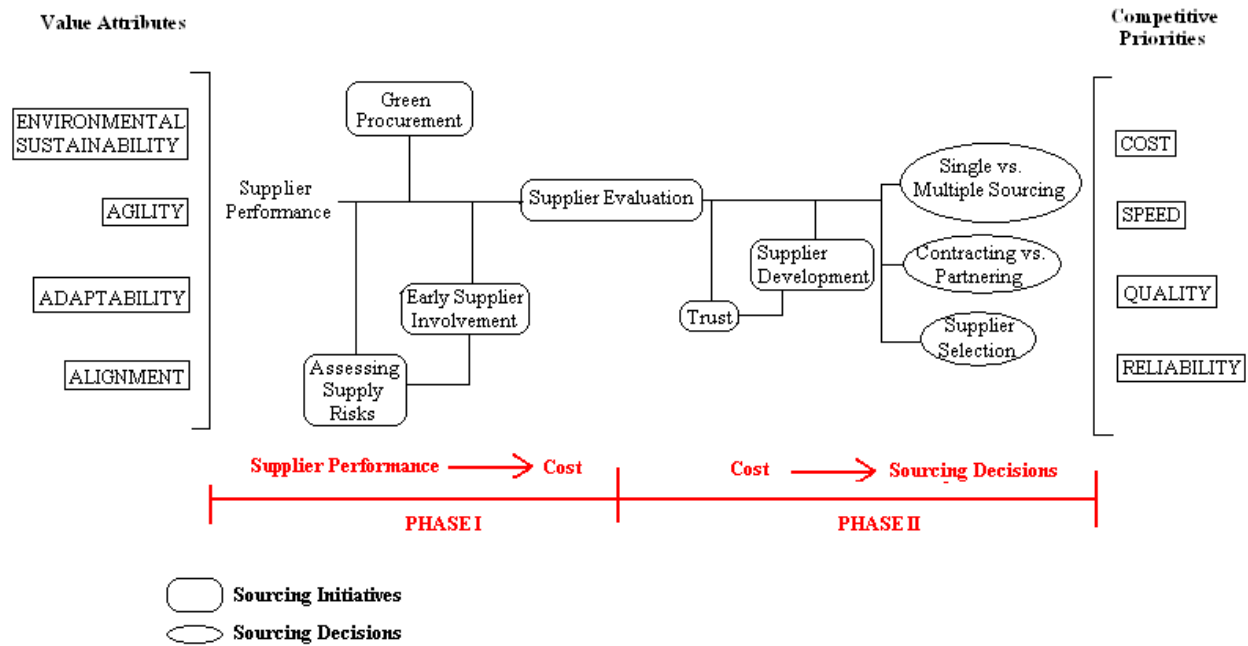 Value Attributes
Competitive
Priorities
ENVIRONMENTAL
SUSTAINABILITY
AGILITY
ADAPTABILITY
ALIGNMENT
Supplier
Performance
Green
Procurement
Early Supplier
Involvement
Assessing
Supply
Risks
Supplier Evaluation
Trust
Supplier
Development
Single vs.
Multiple Sourcing
Contracting vs.
Partnering
Supplier
Selection
COST
SPEED
QUALITY
RELIABILITY
Supplier Performance
Cost
Cost
Sourcing Decisions
PHASE I
PHASE II
Sourcing Initiatives
Sourcing Decisions